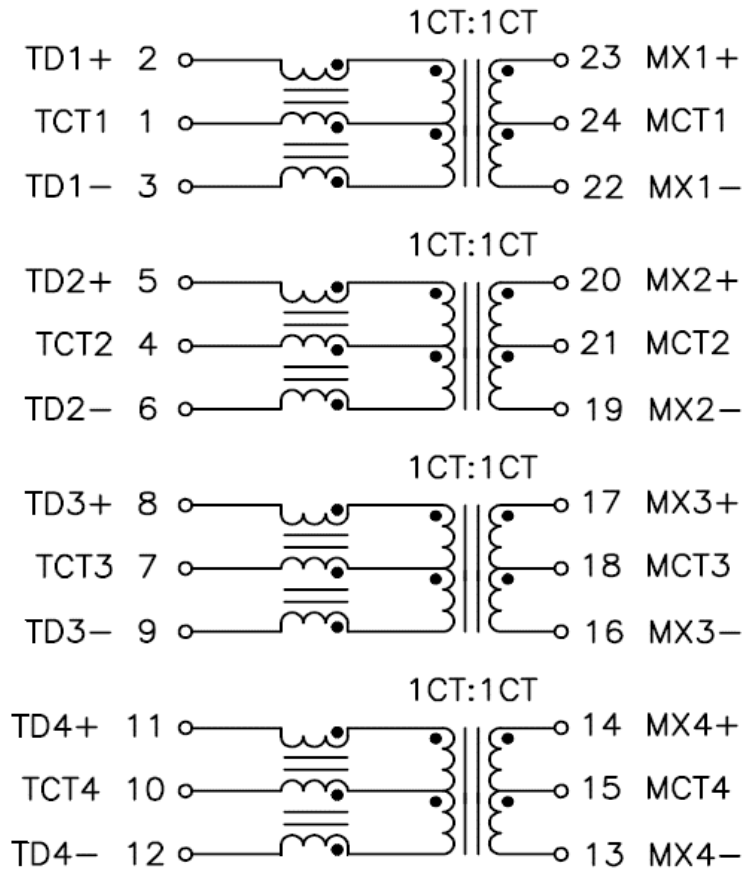 1CT:1CT
TD1+ 2 23 MX1+
TCT1 1 24 MCT1
TD1- 3 22 MX1-
1CT:1CT
TD2+ 5 20 MX2+
TCT2 4 21 MCT2
TD2- 6 19 MX2-
1CT:1CT
TD3+ 8 17 MX3+
TCT3 7 18 MCT3
TD3- 9 16 MX3-
1CT:1CT
TD4+ 11 14 MX4+
TCT4 10 15 MCT4
TD4- 12 13 MX4-